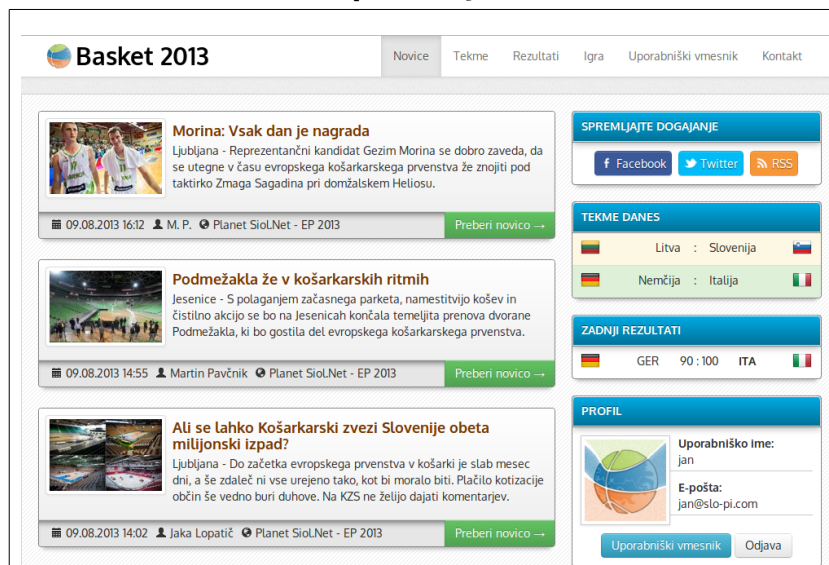 Basket 2013
Novice Tekme Rezultati Igra Uporabniški vmesnik Kontakt
Morina: Vsak dan je nagrada
Ljubljana - Reprezentančni kandidat Gezim Morina se dobro zaveda, da
se utegne v času evropskega košarkarskega prvenstva že znojiti pod
taktirko Zmaga Sagadina pri domžalskem Heliosu.
09.08.2013 16:12 M. P. Planet Siol.Net - EP 2013 Preberi novico →
Podmežakla že v košarkarskih ritmih
Jesenice - S polaganjem začasnega parketa, namestitvijo košev in
čistilno akcijo se bo na Jesenicah končala temeljita prenova dvorane
Podmežakla, ki bo gostila del evropskega košarkarskega prvenstva.
09.08.2013 14:55 Martin Pavčnik Planet Siol.Net - EP 2013 Preberi novico →
Ali se lahko Košarkarski zvezi Slovenije obeta
milijonski izpad?
Ljubljana - Do začetka evropskega prvenstva v košarki je slab mesec
dni, a še zdaleč ni vse urejeno tako, kot bi moralo biti. Plačilo kotizacije
občin še vedno buri duhove. Na KZS ne želijo dajati komentarjev.
09.08.2013 14:02 Jaka Lopatič Planet Siol.Net - EP 2013 Preberi novico →
SPREMLJAJTE DOGAJANJE
Facebook Twitter RSS
TEKME DANES
Litva : Slovenija
Nemčija : Italija
ZADNJI REZULTATI
GER 90 : 100 ITA
PROFIL
Uporabniško ime:
jan
E-pošta:
jan@slo-pi.com
Uporabniški vmesnik Odjava